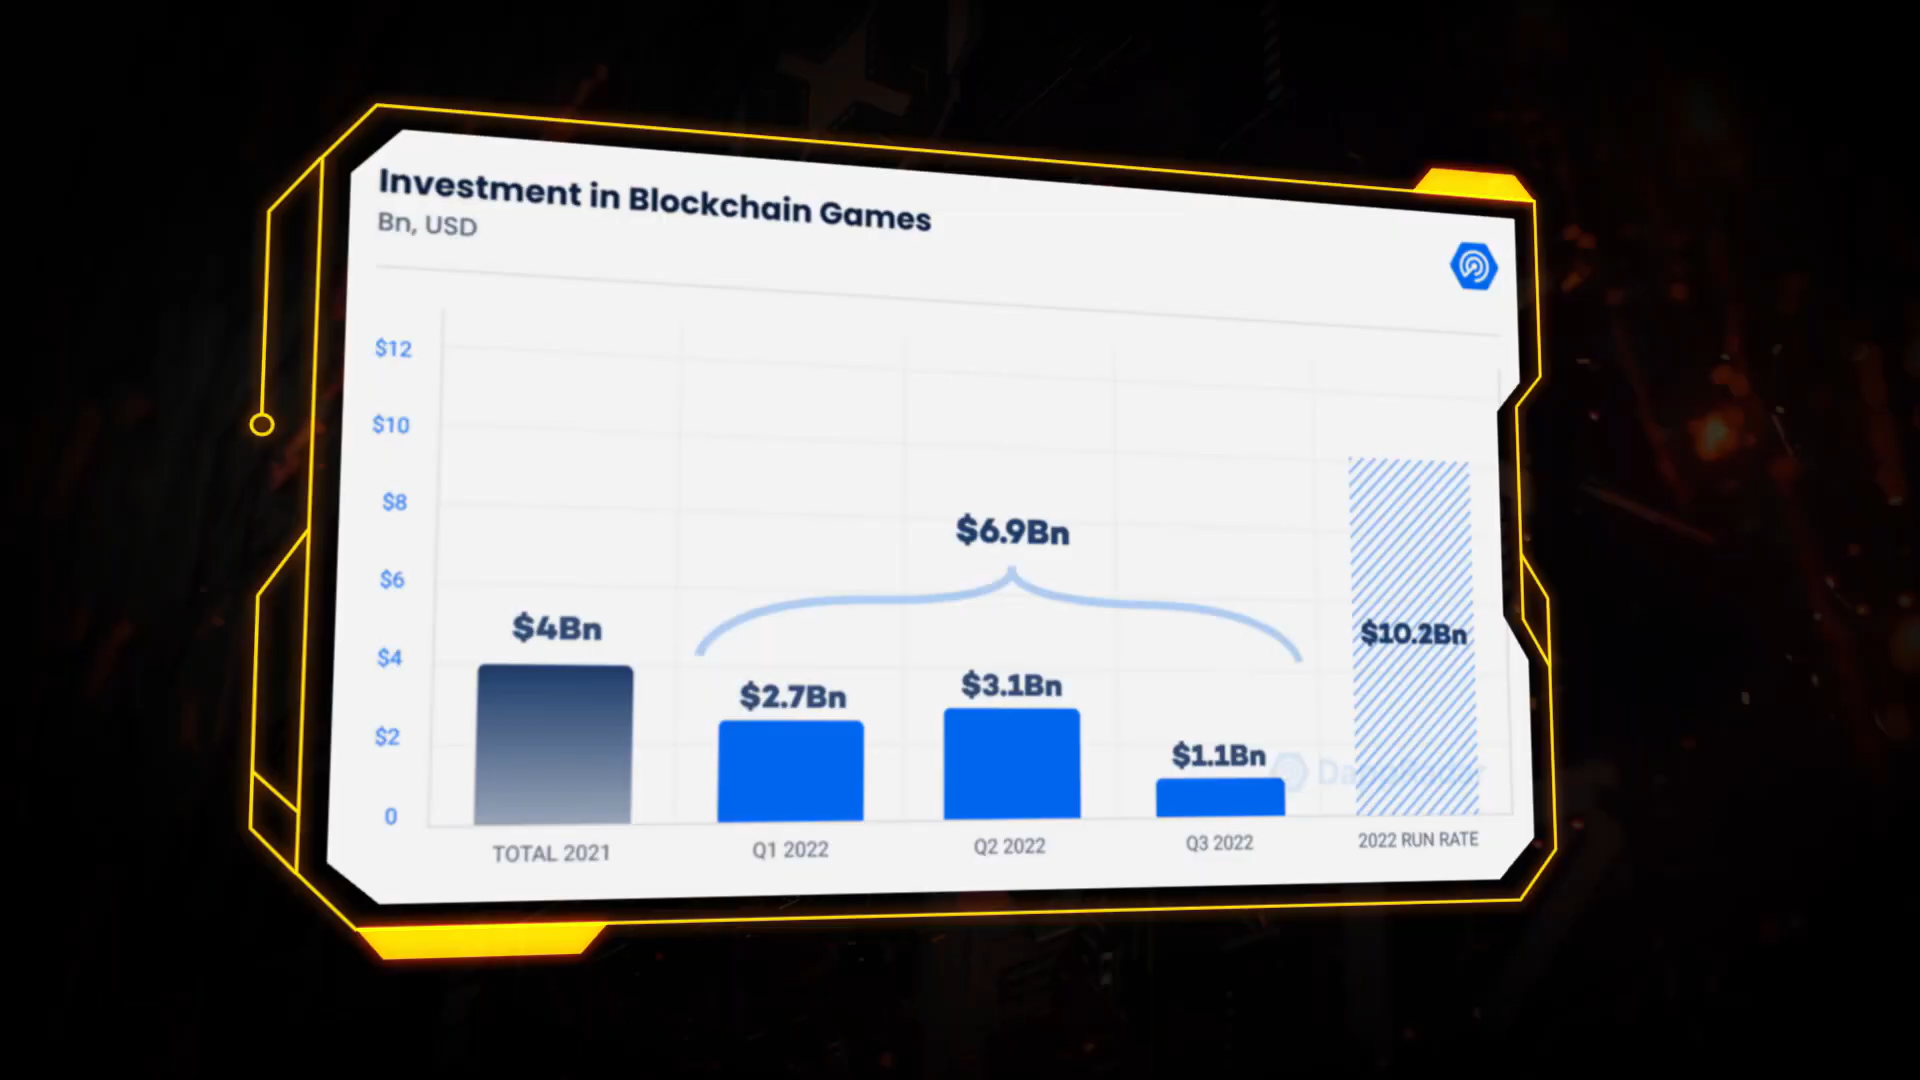 Investment in Blockchain Games
Bn, USD
$12
$10
$8
$6
$4
$2
0
$4Bn
$2.7Bn
$6.9Bn
$3.1Bn
$1.1Bn
$10.2Bn
TOTAL 2021
Q1 2022
Q2 2022
Q3 2022
2022 RUN RATE